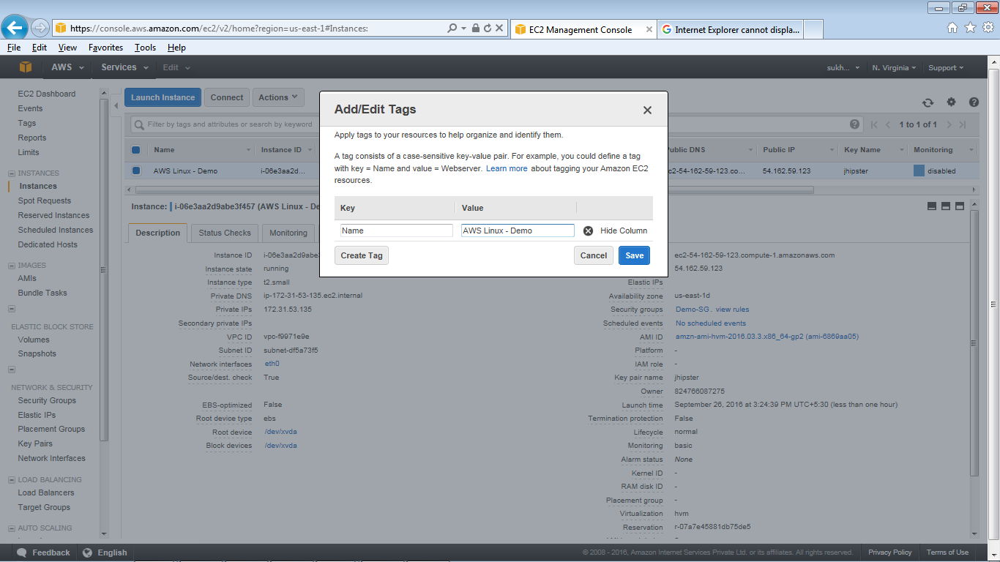 https://console.aws.amazon.com/ec2/v2/home?region=us-east-1#Instances:
EC2 Management Console
Internet Explorer cannot displa...
File Edit View Favorites Tools Help
AWS Services Edit sukh... N. Virginia Support
EC2 Dashboard
Events
Tags
Reports
Limits
INSTANCES
Instances
Spot Requests
Reserved Instances
Scheduled Instances
Dedicated Hosts
IMAGES
AMIs
Bundle Tasks
ELASTIC BLOCK STORE
Volumes
Snapshots
NETWORK & SECURITY
Security Groups
Elastic IPs
Placement Groups
Key Pairs
Network Interfaces
LOAD BALANCING
Load Balancers
Target Groups
AUTO SCALING
Launch Instance Connect Actions
Filter by tags and attributes or search by keyword
1 to 1 of 1
Name Instance ID Public DNS Public IP Key Name Monitoring
AWS Linux - Demo i-06e3aa2d... ec2-54-162-59-123.co... 54.162.59.123 jhipster disabled
Add/Edit Tags
Apply tags to your resources to help organize and identify them.
A tag consists of a case-sensitive key-value pair. For example, you could define a tag
with key = Name and value = Webserver. Learn more about tagging your Amazon EC2
resources.
Key Value
Name AWS Linux - Demo Hide Column
Create Tag Cancel Save
Instance: i-06e3aa2d9abe3f457 (AWS Linux - De
Description Status Checks Monitoring
Instance ID i-06e3aa2d9abe3
Instance state running
Instance type t2.small
Private DNS ip-172-31-53-135.ec2.internal
Private IPs 172.31.53.135
Secondary private IPs
VPC ID vpc-f9971e9e
Subnet ID subnet-df5a73f5
Network interfaces eth0
Source/dest. check True
EBS-optimized False
Root device type ebs
Root device /dev/xvda
Block devices /dev/xvda
ec2-54-162-59-123.compute-1.amazonaws.com
54.162.59.123
Elastic IPs
Availability zone us-east-1d
Security groups Demo-SG . view rules
Scheduled events No scheduled events
AMI ID amzn-ami-hvm-2016.03.3.x86_64-gp2 (ami-6869aa05)
Platform -
IAM role -
Key pair name jhipster
Owner 824766087275
Launch time September 26, 2016 at 3:24:39 PM UTC+5:30 (less than one hour)
Termination protection False
Lifecycle normal
Monitoring basic
Alarm status None
Kernel ID -
RAM disk ID -
Placement group -
Virtualization hvm
Reservation r-07a7e45881db75de5
Feedback English
© 2008 - 2016, Amazon Internet Services Private Ltd. or its affiliates. All rights reserved. Privacy Policy Terms of Use